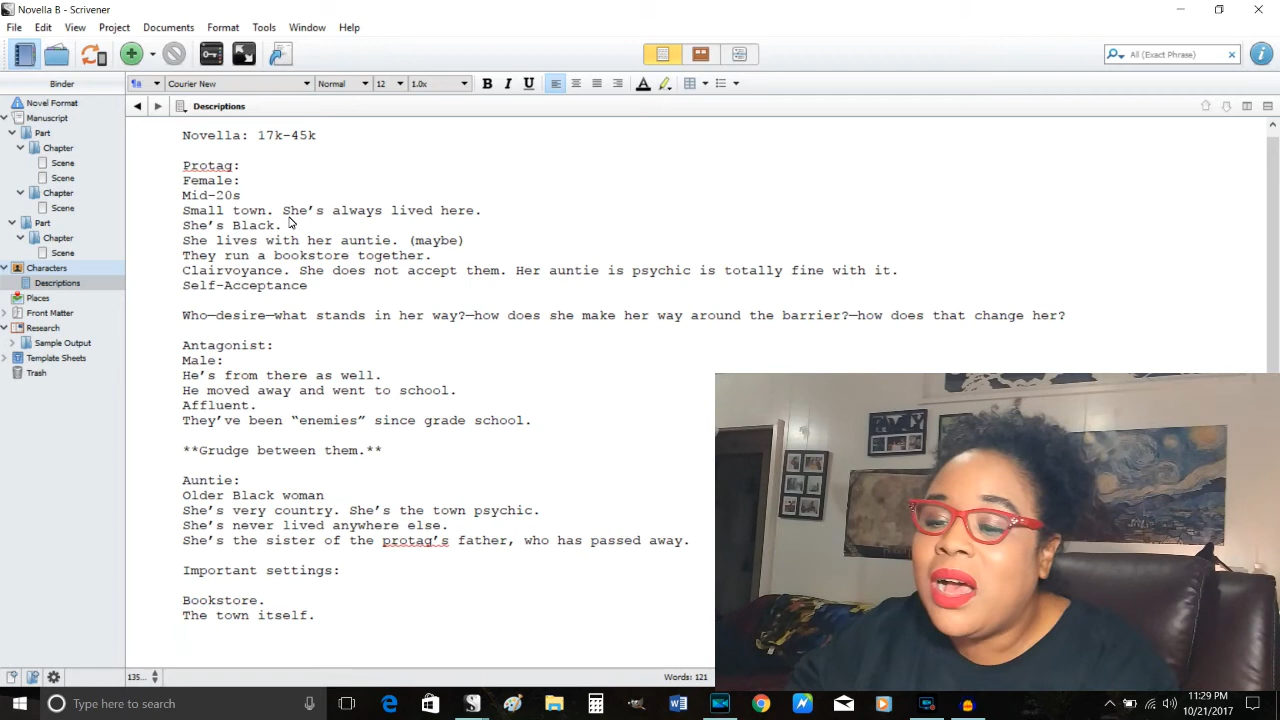 Novella B - Scrivener
File Edit View Project Documents Format Tools Window Help
All (Exact Phrase)
Binder
Courier New Normal 12 1.0x B I U A
Descriptions
Novel Format
Manuscript
Part
Chapter
Scene
Scene
Chapter
Scene
Part
Chapter
Scene
Characters
Descriptions
Places
Front Matter
Research
Sample Output
Template Sheets
Trash
Novella: 17k-45k
Protag:
Female:
Mid-20s
Small town. She's always lived here.
She's Black.
She lives with her auntie. (maybe)
They run a bookstore together.
Clairvoyance. She does not accept them. Her auntie is psychic is totally fine with it.
Self-Acceptance
Who—desire—what stands in her way?—how does she make her way around the barrier?—how does that change her?
Antagonist:
Male:
He's from there as well.
He moved away and went to school.
Affluent.
They've been "enemies" since grade school.
**Grudge between them.**
Auntie:
Older Black woman
She's very country. She's the town psychic.
She's never lived anywhere else.
She's the sister of the protag's father, who has passed away.
Important settings:
Bookstore.
The town itself.
135...
Words: 121
Type here to search
11:29 PM
10/21/2017